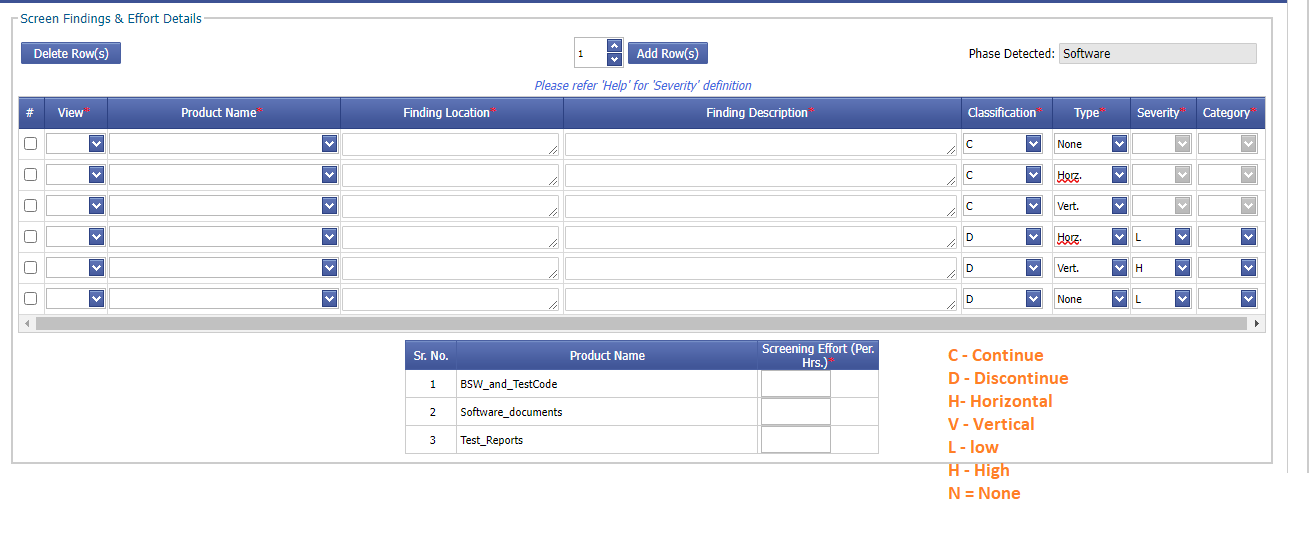 Screen Findings & Effort Details
Delete Row(s)
1
Add Row(s)
Phase Detected: Software
Please refer 'Help' for 'Severity' definition
# View* Product Name* Finding Location* Finding Description* Classification* Type* Severity* Category*
C None
C Horz.
C Vert.
D Horz. L
D Vert. H
D None L
Sr. No. Product Name Screening Effort (Per. Hrs.)*
1 BSW_and_TestCode
2 Software_documents
3 Test_Reports
C - Continue
D - Discontinue
H- Horizontal
V - Vertical
L - low
H - High
N = None